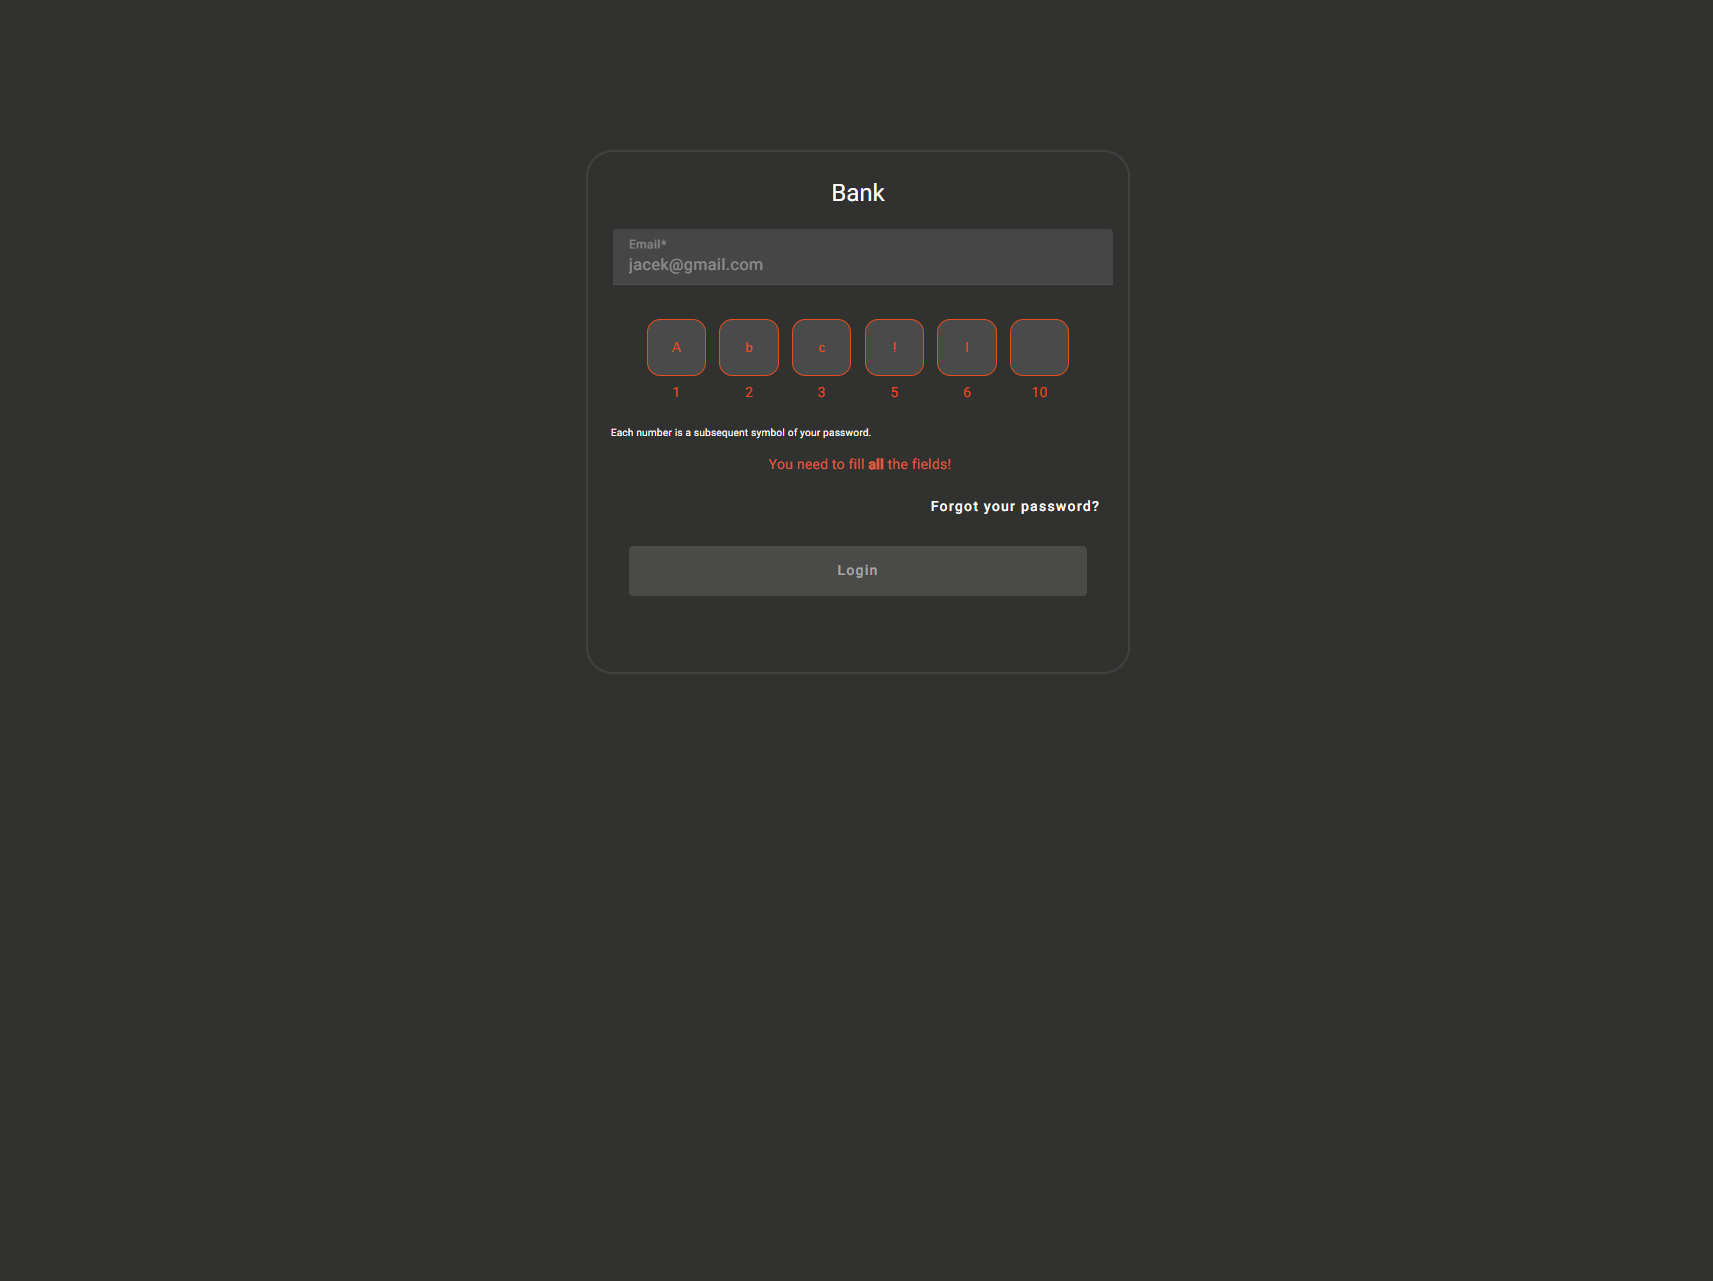 Bank
Email*
jacek@gmail.com
A b c ! l
1 2 3 5 6 10
Each number is a subsequent symbol of your password.
You need to fill all the fields!
Forgot your password?
Login